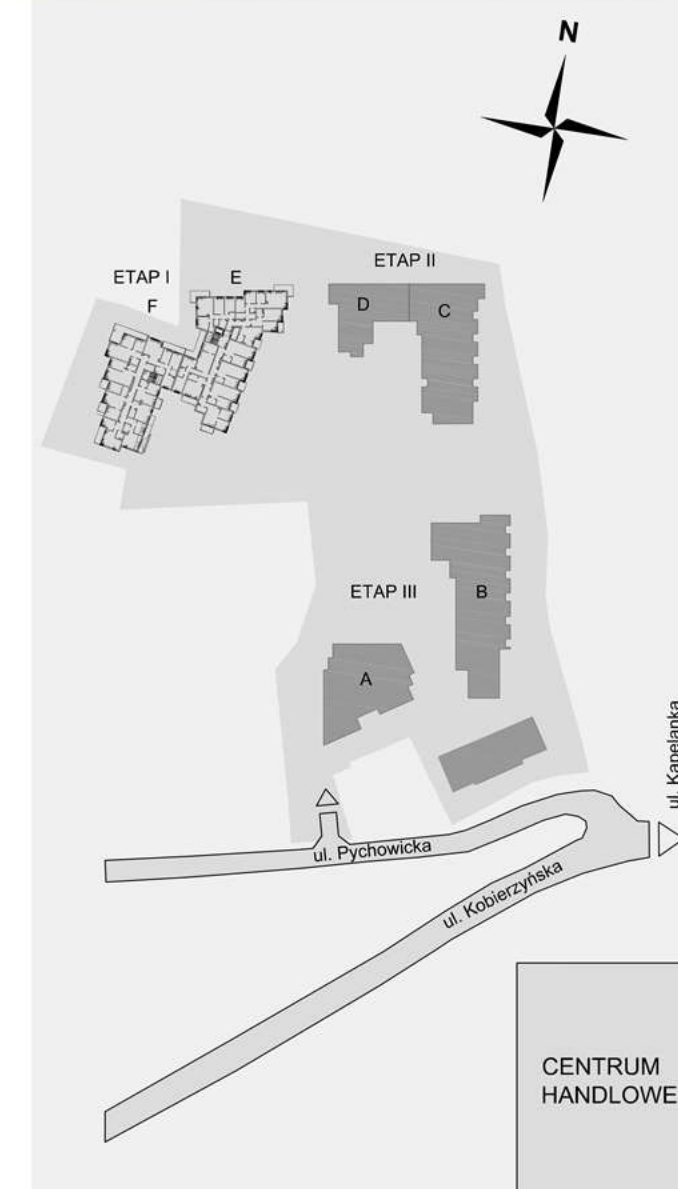 N
ETAP II
ETAP I
E
F
D
C
ETAP III
B
A
ul. Kapelanka
ul. Pychowicka
ul. Kobierzyńska
CENTRUM
HANDLOWE